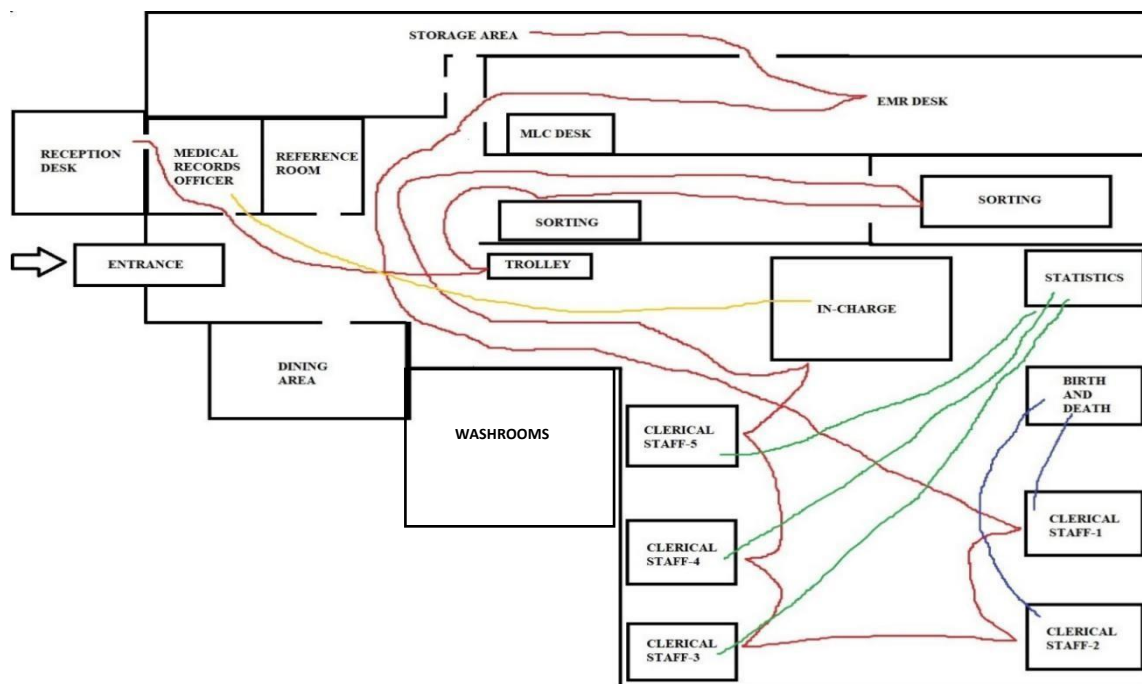 STORAGE AREA
EMR DESK
MLC DESK
RECEPTION
DESK
MEDICAL
RECORDS
OFFICER
REFERENCE
ROOM
SORTING
SORTING
ENTRANCE
TROLLEY
STATISTICS
IN-CHARGE
DINING
AREA
BIRTH
AND
DEATH
WASHROOMS
CLERICAL
STAFF-5
CLERICAL
STAFF-1
CLERICAL
STAFF-4
CLERICAL
STAFF-2
CLERICAL
STAFF-3